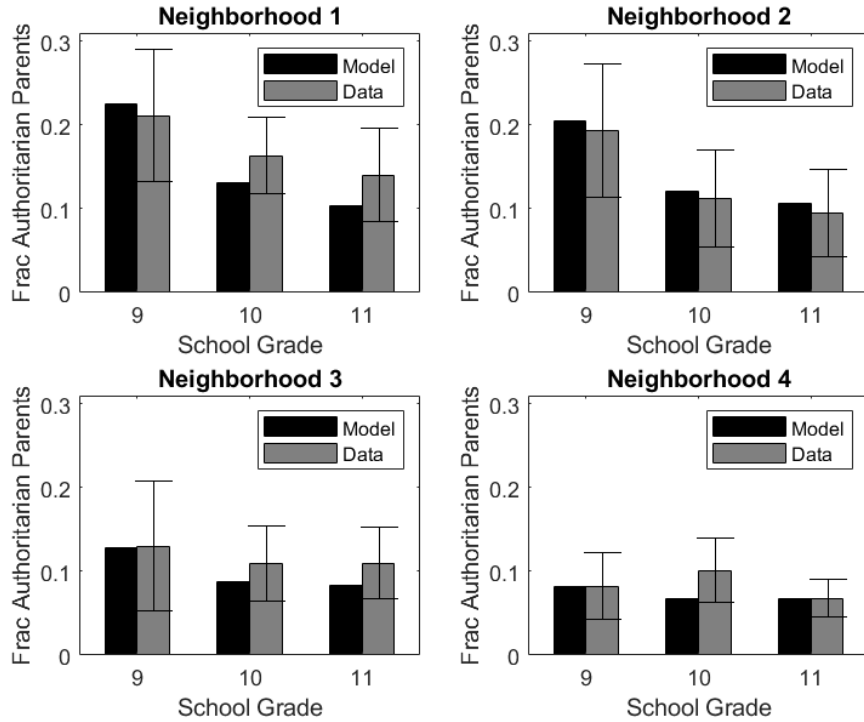 Neighborhood 1
0.3
0.2
0.1
0
Frac Authoritarian Parents
Model
Data
9 10 11
School Grade
Neighborhood 2
0.3
0.2
0.1
0
Frac Authoritarian Parents
Model
Data
9 10 11
School Grade
Neighborhood 3
0.3
0.2
0.1
0
Frac Authoritarian Parents
Model
Data
9 10 11
School Grade
Neighborhood 4
0.3
0.2
0.1
0
Frac Authoritarian Parents
Model
Data
9 10 11
School Grade